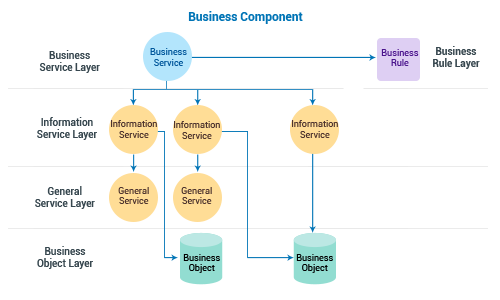 Business Component
Business
Service Layer
Business
Service
Business
Rule
Business
Rule Layer
Information
Service Layer
Information
Service
Information
Service
Information
Service
General
Service Layer
General
Service
General
Service
Business
Object Layer
Business
Object
Business
Object